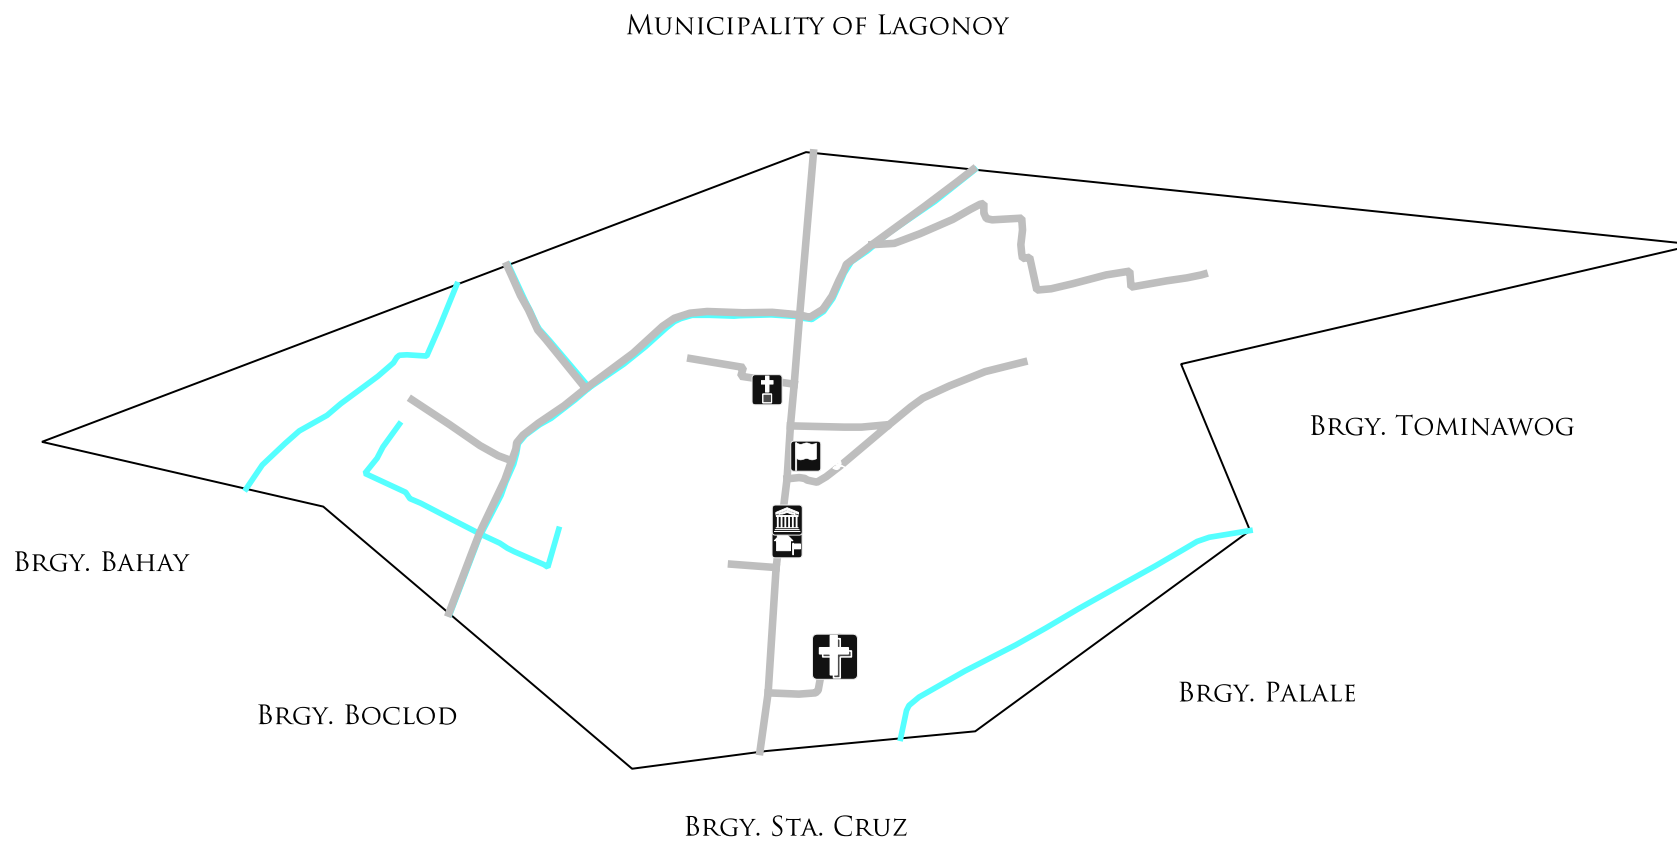 Municipality of Lagonoy
Brgy. Tominawog
Brgy. Bahay
Brgy. Palale
Brgy. Boclod
Brgy. Sta. Cruz